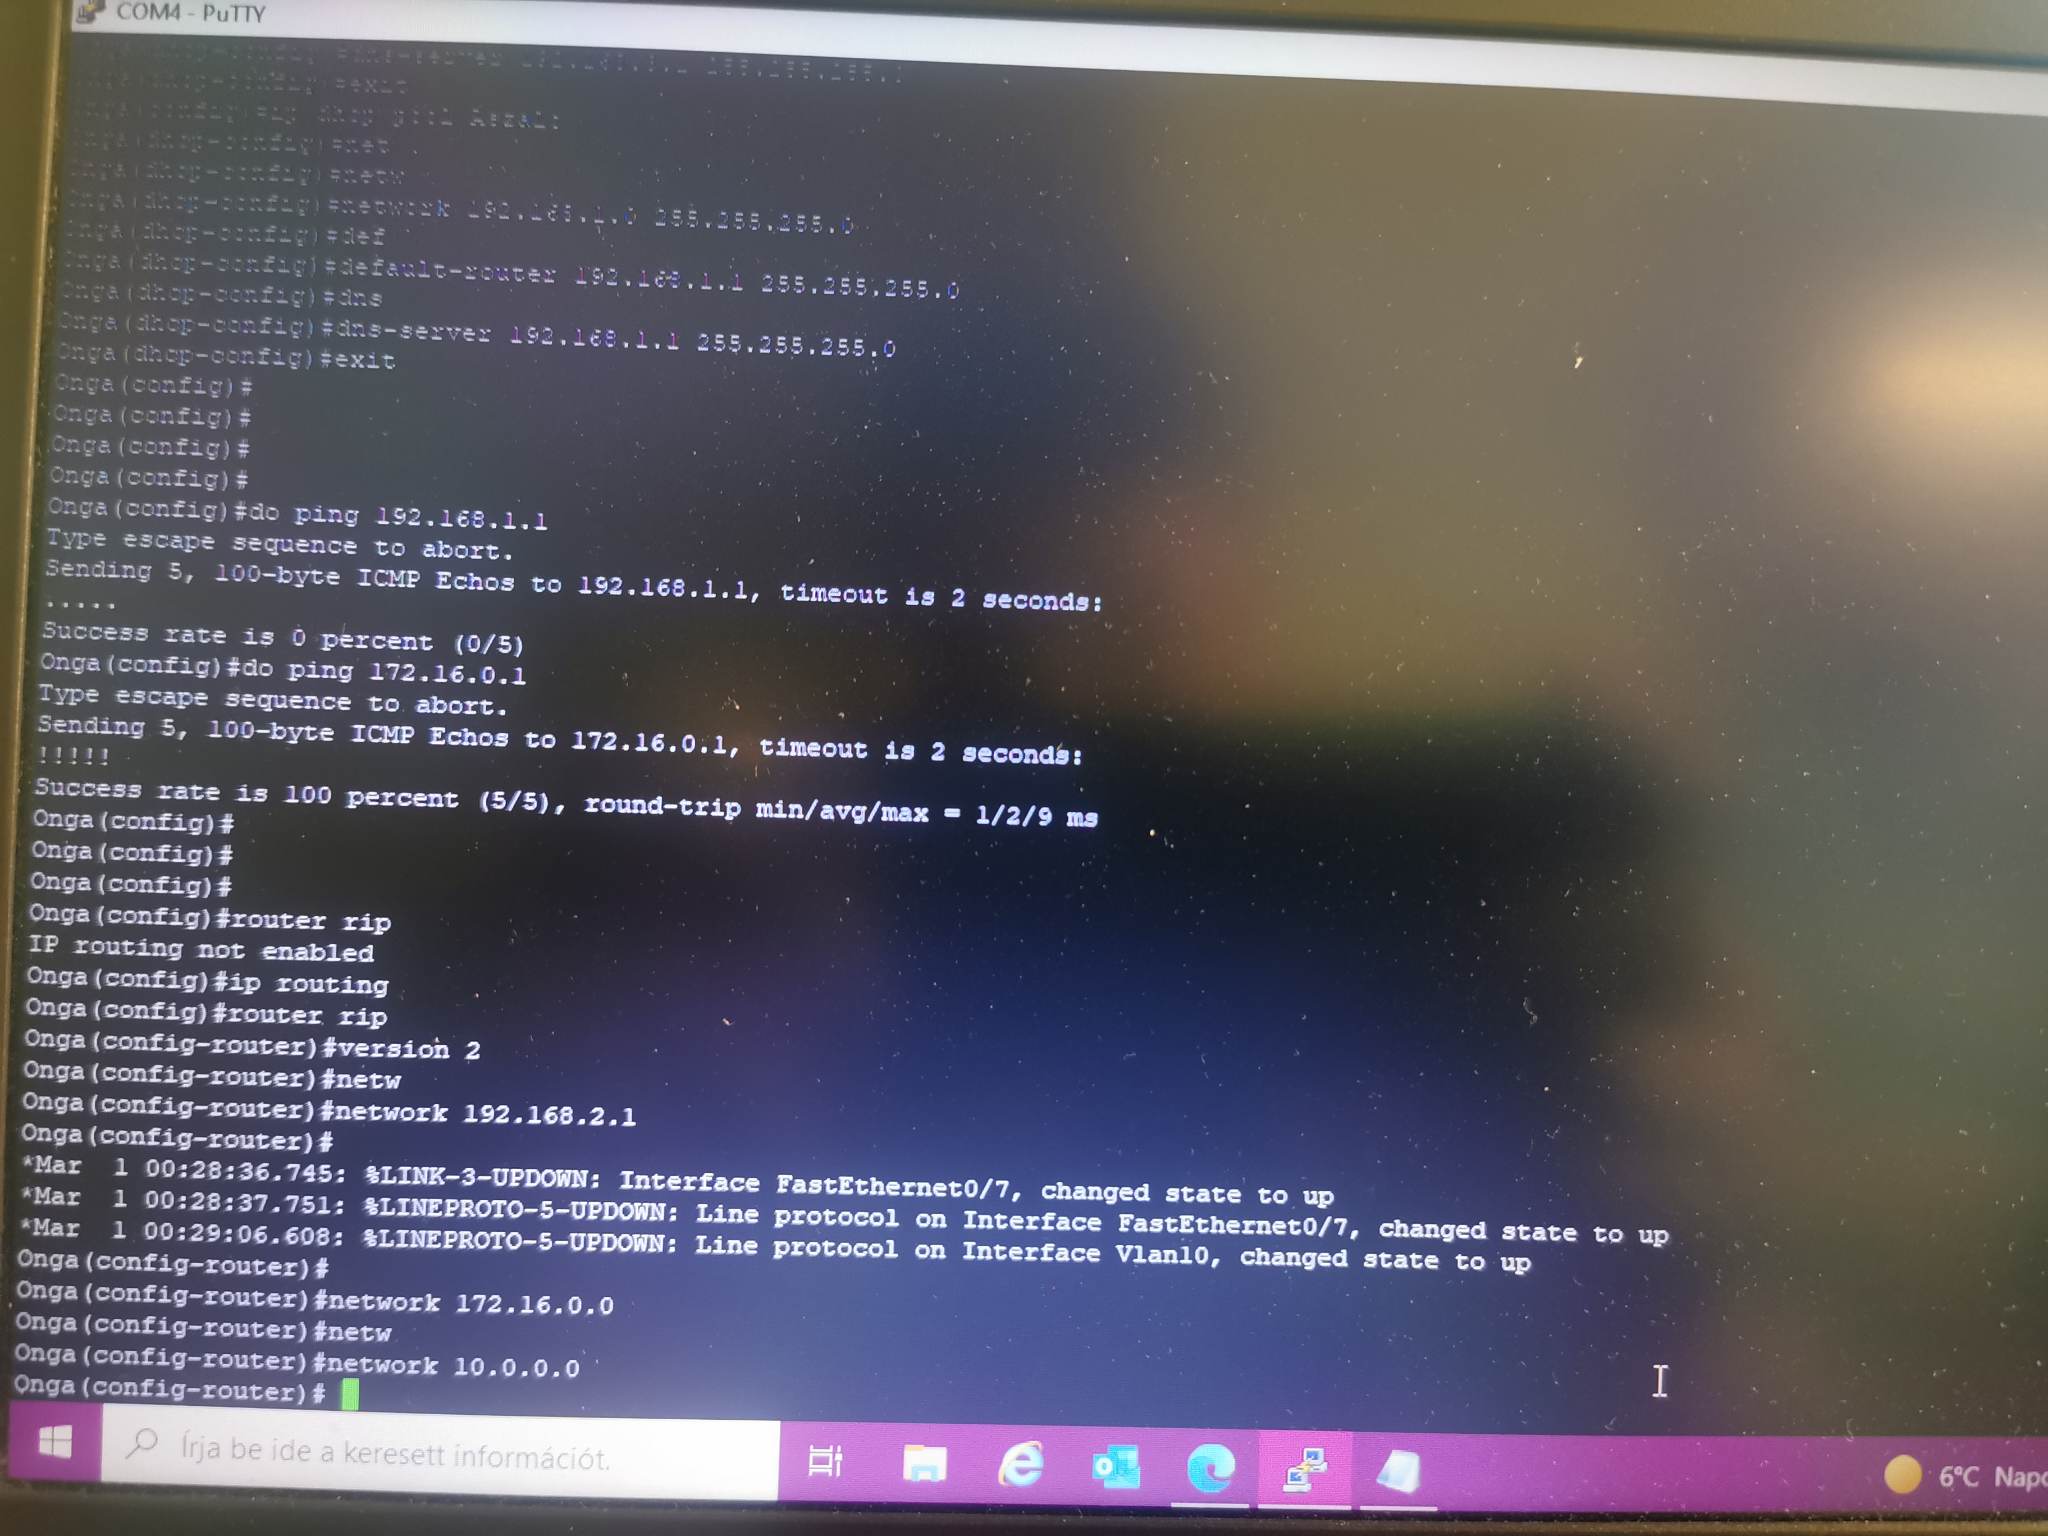 COM4 - PuTTY
#exit
Onga(dhcp-config)#net
Onga(dhcp-config)#netw
Onga(dhcp-config)#network 192.168.1.0 255.255.255.0
Onga(dhcp-config)#def
Onga(dhcp-config)#default-router 192.168.1.1 255.255.255.0
Onga(dhcp-config)#dns
Onga(dhcp-config)#dns-server 192.168.1.1 255.255.255.0
Onga(dhcp-config)#exit
Onga(config)#
Onga(config)#
Onga(config)#
Onga(config)#
Onga(config)#do ping 192.168.1.1
Type escape sequence to abort.
Sending 5, 100-byte ICMP Echos to 192.168.1.1, timeout is 2 seconds:
.....
Success rate is 0 percent (0/5)
Onga(config)#do ping 172.16.0.1
Type escape sequence to abort.
Sending 5, 100-byte ICMP Echos to 172.16.0.1, timeout is 2 seconds:
!!!!!
Success rate is 100 percent (5/5), round-trip min/avg/max = 1/2/9 ms
Onga(config)#
Onga(config)#
Onga(config)#
Onga(config)#router rip
IP routing not enabled
Onga(config)#ip routing
Onga(config)#router rip
Onga(config-router)#version 2
Onga(config-router)#netw
Onga(config-router)#network 192.168.2.1
Onga(config-router)#
*Mar  1 00:28:36.745: %LINK-3-UPDOWN: Interface FastEthernet0/7, changed state to up
*Mar  1 00:28:37.751: %LINEPROTO-5-UPDOWN: Line protocol on Interface FastEthernet0/7, changed state to up
*Mar  1 00:29:06.608: %LINEPROTO-5-UPDOWN: Line protocol on Interface Vlan10, changed state to up
Onga(config-router)#
Onga(config-router)#network 172.16.0.0
Onga(config-router)#netw
Onga(config-router)#network 10.0.0.0
Onga(config-router)#
Írja be ide a keresett információt.
6°C